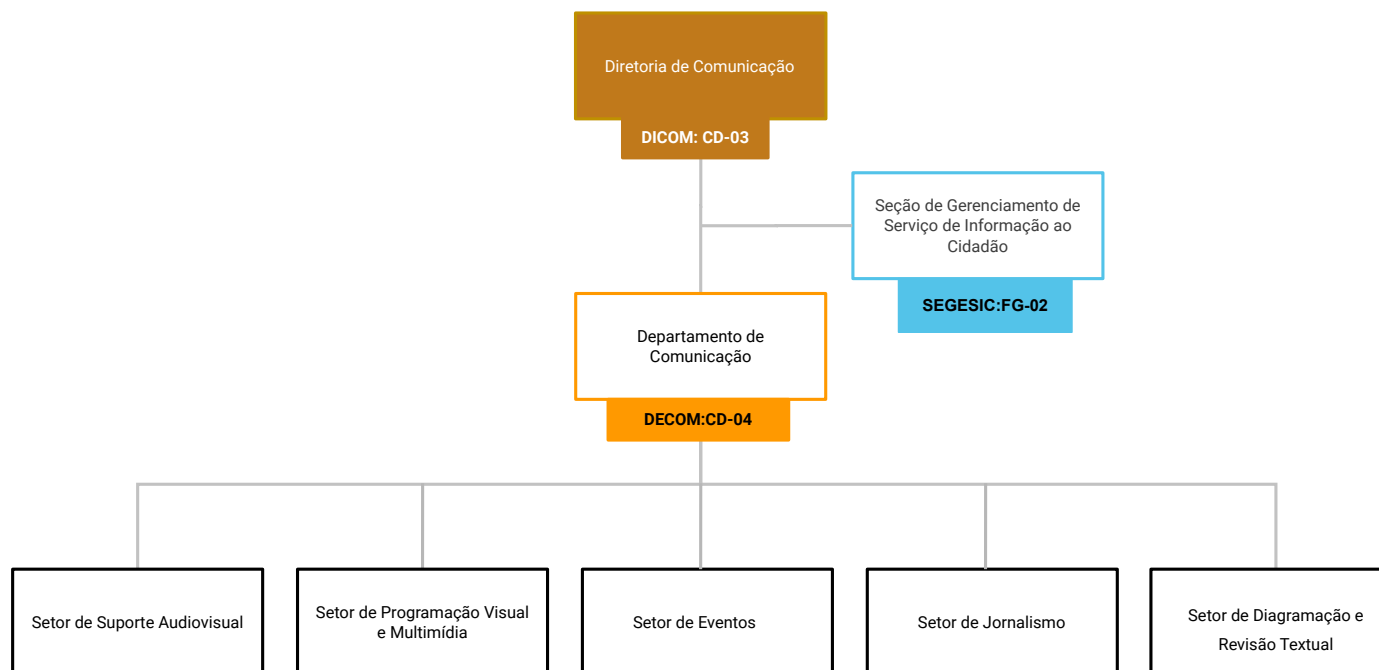 Diretoria de Comunicação
DICOM: CD-03
Seção de Gerenciamento de
Serviço de Informação ao
Cidadão
SEGESIC:FG-02
Departamento de
Comunicação
DECOM:CD-04
Setor de Suporte Audiovisual
Setor de Programação Visual
e Multimídia
Setor de Eventos
Setor de Jornalismo
Setor de Diagramação e
Revisão Textual